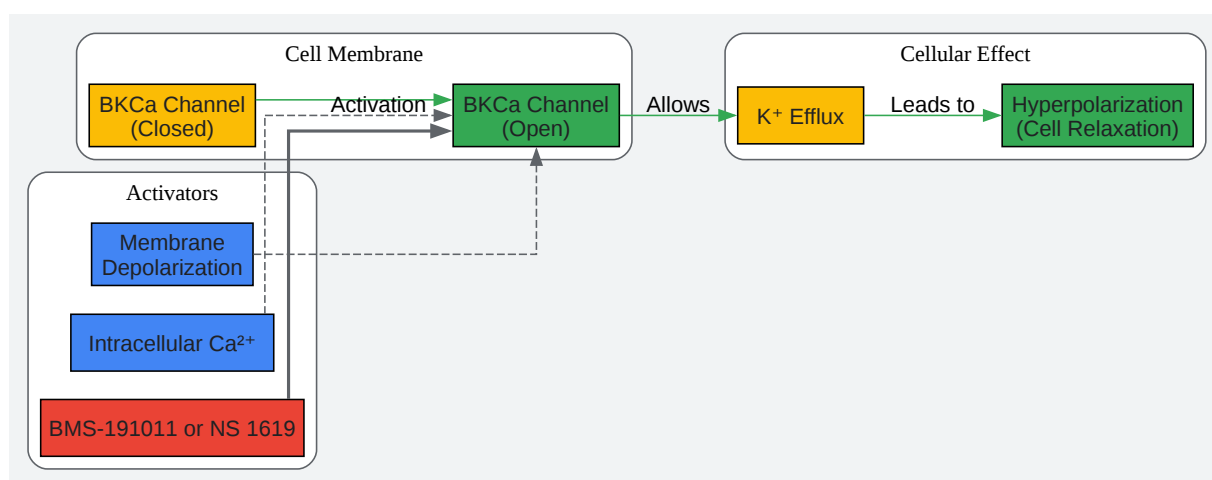 Cell Membrane
BKCa Channel
(Closed)
Activation
BKCa Channel
(Open)
Allows
Cellular Effect
K⁺ Efflux
Leads to
Hyperpolarization
(Cell Relaxation)
Activators
Membrane
Depolarization
Intracellular Ca²⁺
BMS-191011 or NS 1619